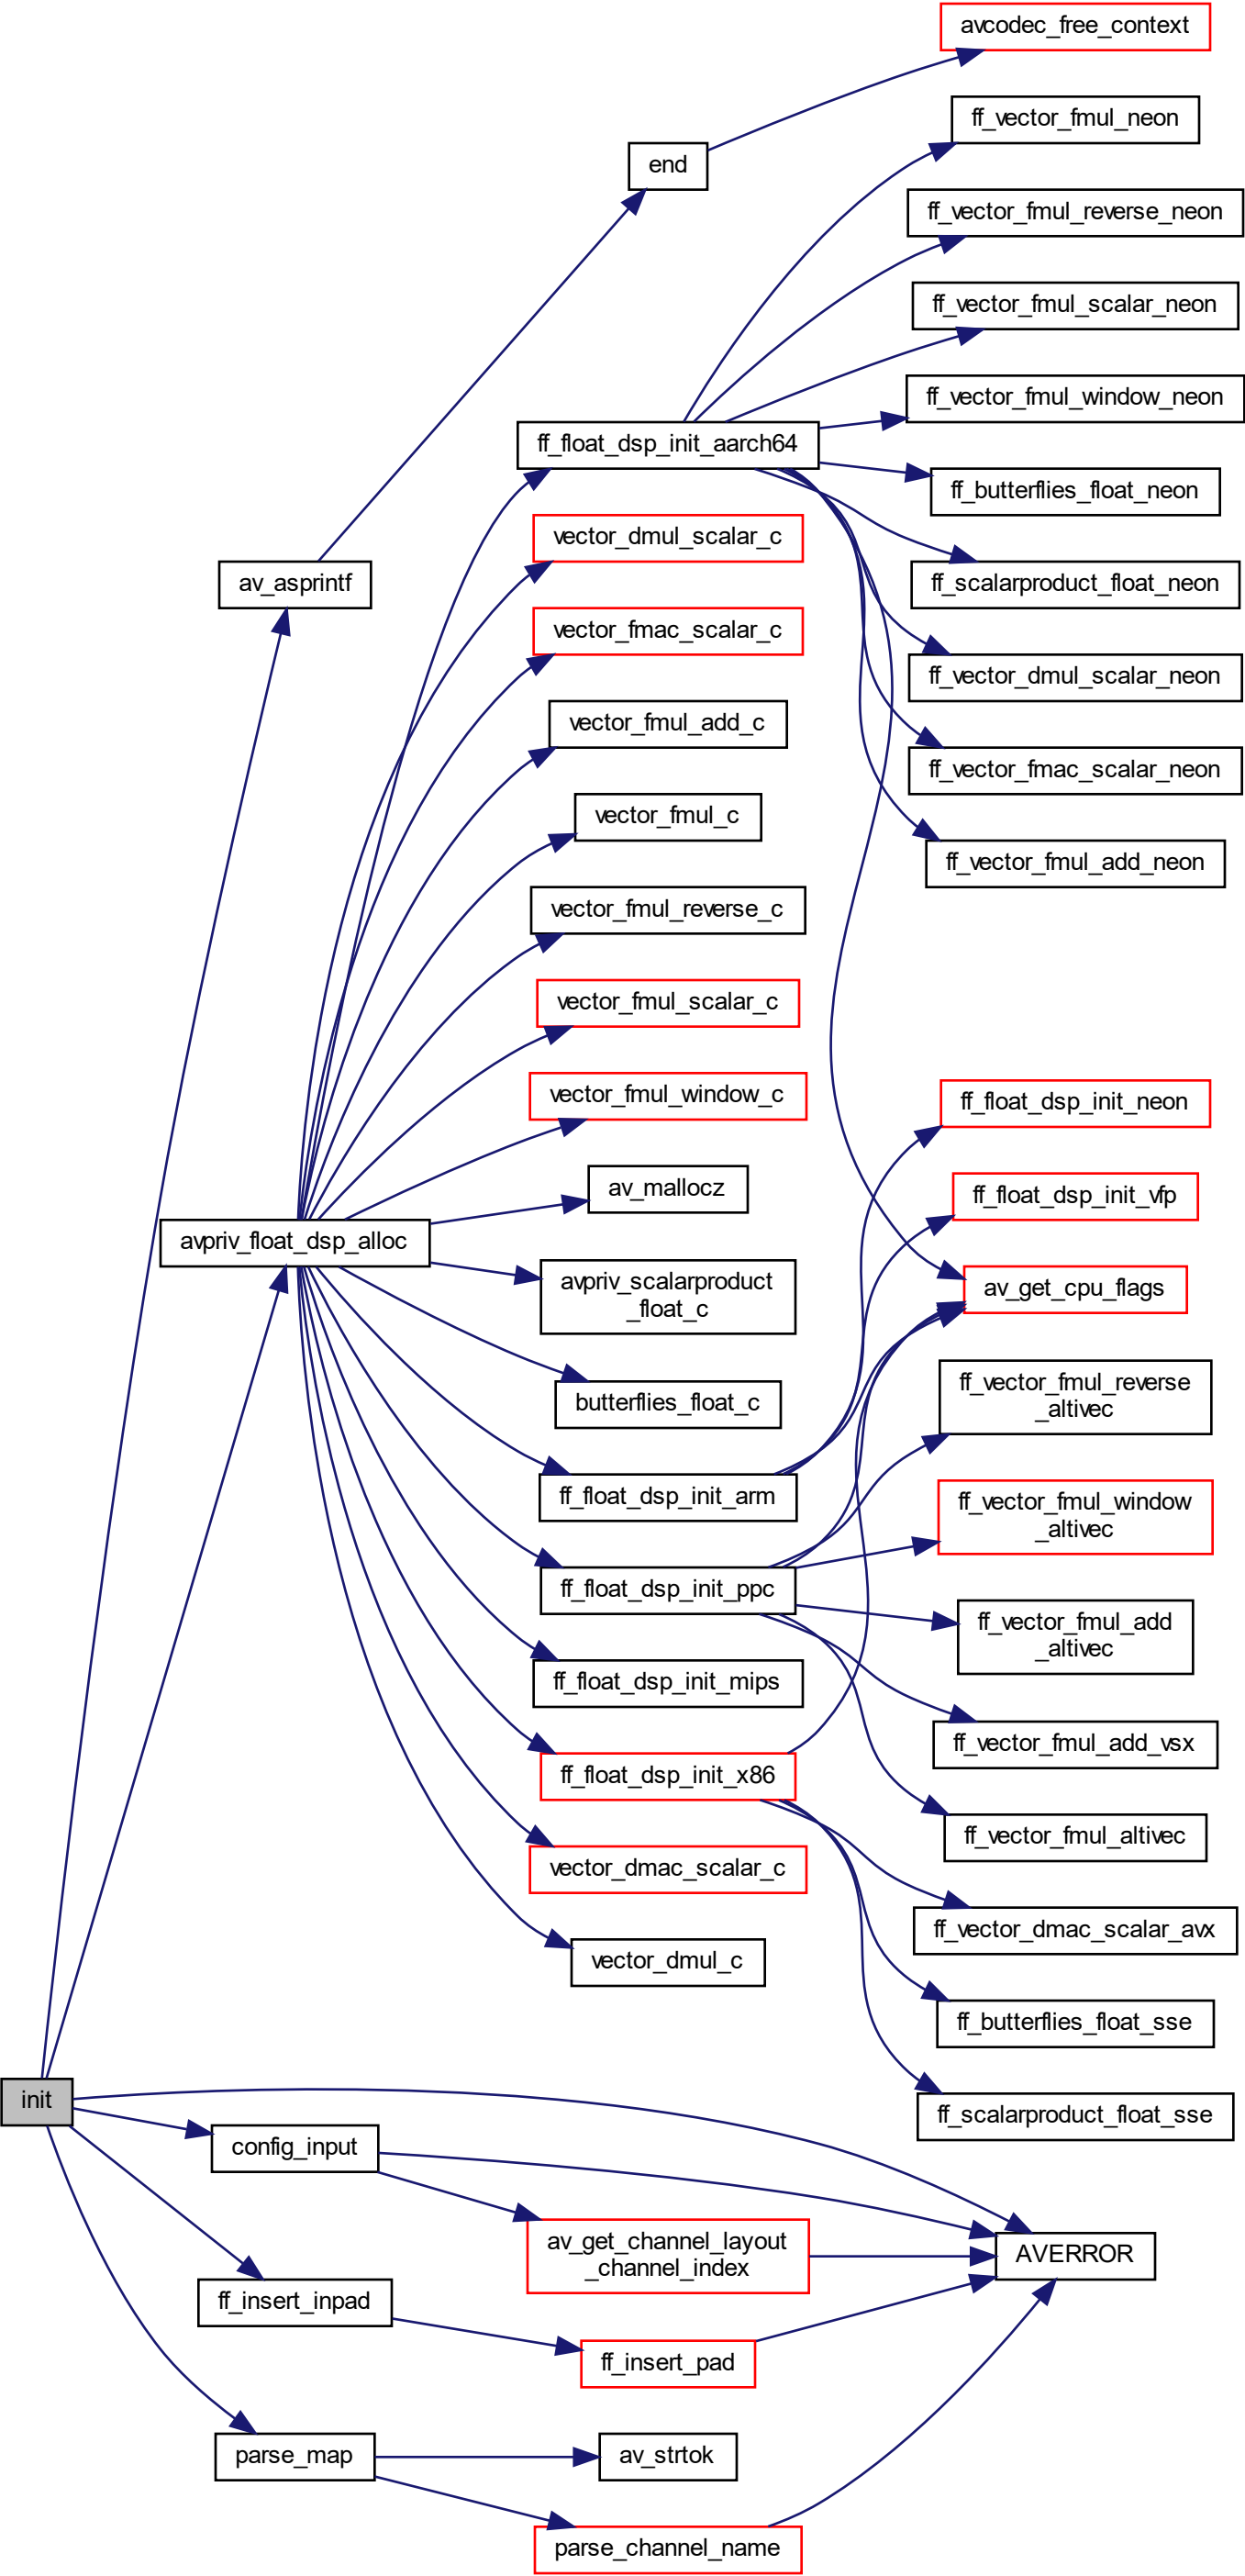 avcodec_free_context
ff_vector_fmul_neon
end
ff_vector_fmul_reverse_neon
ff_vector_fmul_scalar_neon
ff_vector_fmul_window_neon
ff_float_dsp_init_aarch64
ff_butterflies_float_neon
vector_dmul_scalar_c
av_asprintf
ff_scalarproduct_float_neon
vector_fmac_scalar_c
ff_vector_dmul_scalar_neon
vector_fmul_add_c
ff_vector_fmac_scalar_neon
vector_fmul_c
ff_vector_fmul_add_neon
vector_fmul_reverse_c
vector_fmul_scalar_c
vector_fmul_window_c
ff_float_dsp_init_neon
av_mallocz
ff_float_dsp_init_vfp
avpriv_float_dsp_alloc
avpriv_scalarproduct
_float_c
av_get_cpu_flags
butterflies_float_c
ff_vector_fmul_reverse
_altivec
ff_float_dsp_init_arm
ff_vector_fmul_window
_altivec
ff_float_dsp_init_ppc
ff_vector_fmul_add
_altivec
ff_float_dsp_init_mips
ff_vector_fmul_add_vsx
ff_float_dsp_init_x86
ff_vector_fmul_altivec
vector_dmac_scalar_c
ff_vector_dmac_scalar_avx
vector_dmul_c
ff_butterflies_float_sse
init
ff_scalarproduct_float_sse
config_input
av_get_channel_layout
_channel_index
AVERROR
ff_insert_inpad
ff_insert_pad
parse_map
av_strtok
parse_channel_name